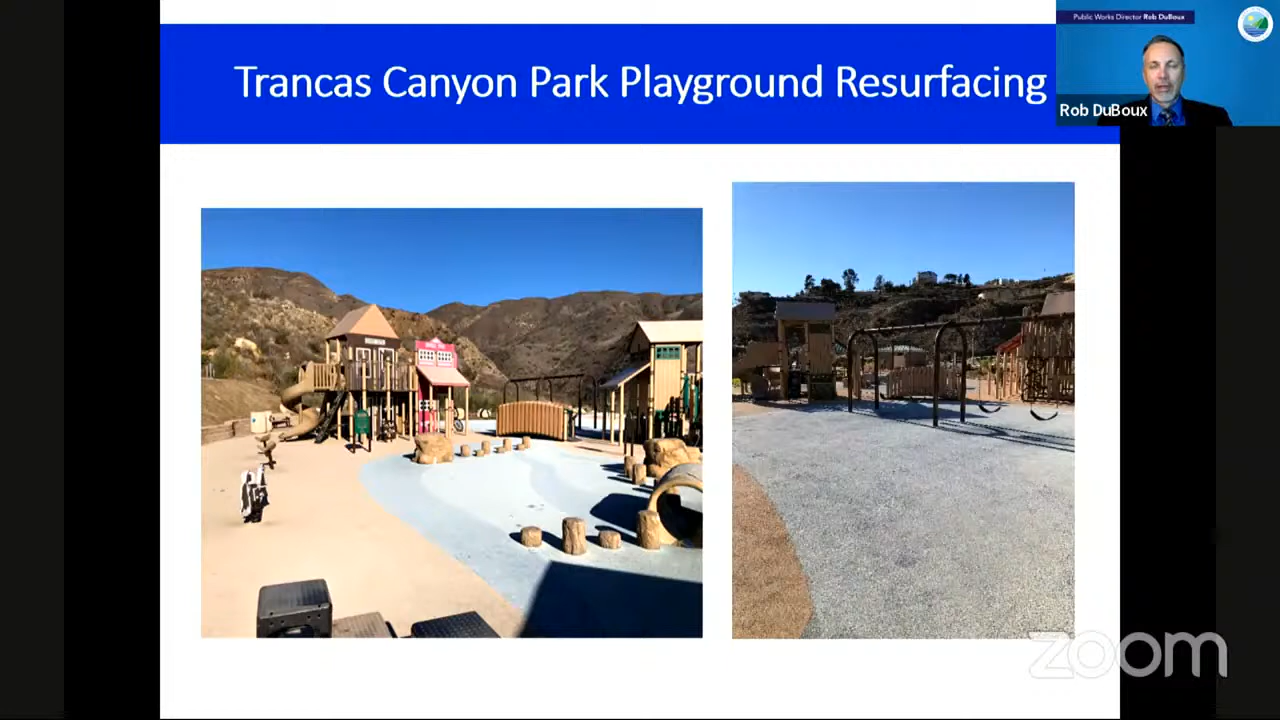 Trancas Canyon Park Playground Resurfacing
Public Works Director Rob DuBoux
Rob DuBoux
zoom